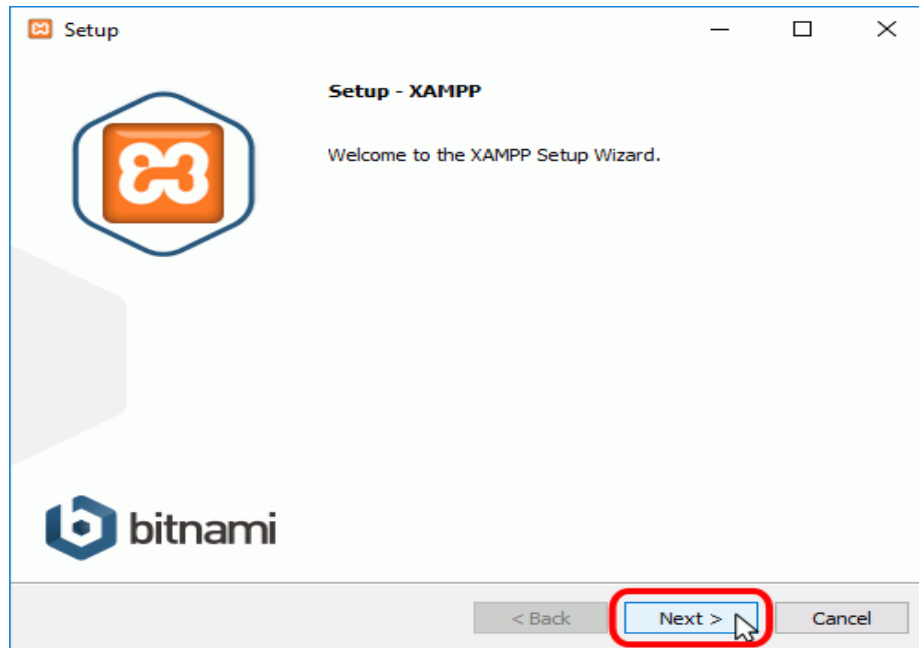 Setup
Setup - XAMPP
Welcome to the XAMPP Setup Wizard.
bitnami
< Back
Next >
Cancel